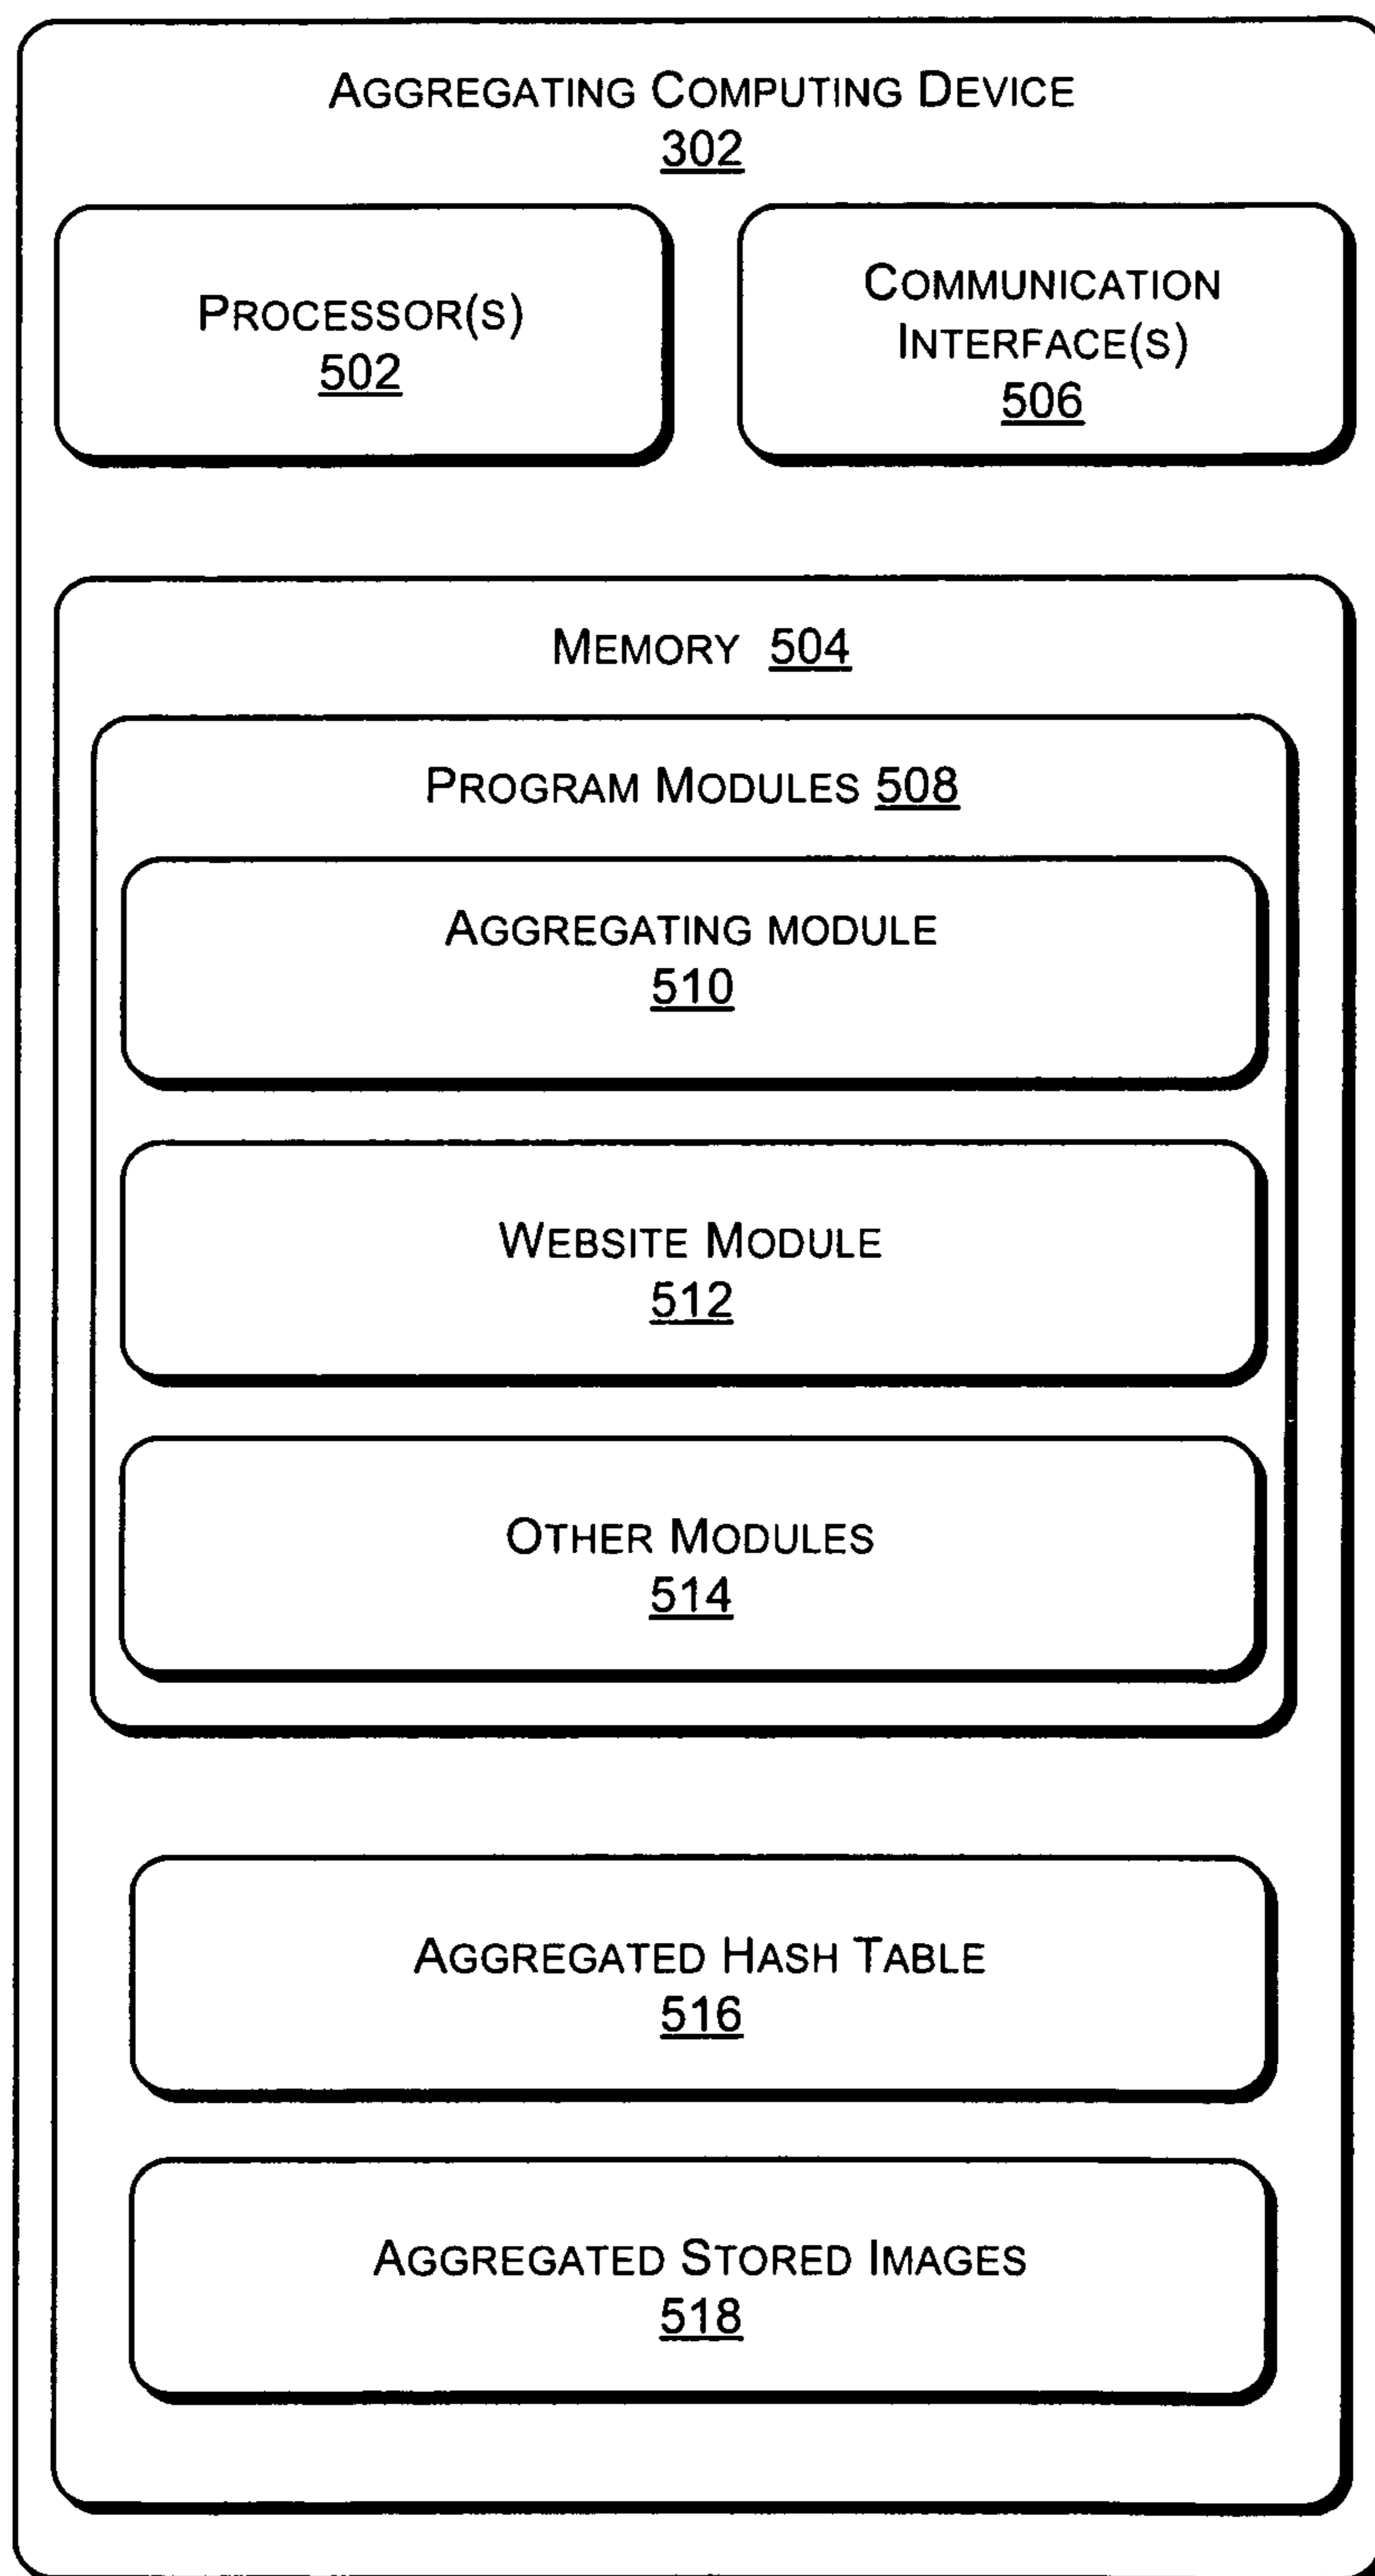 AGGREGATING COMPUTING DEVICE
302
PROCESSOR(S)
502
COMMUNICATION
INTERFACE(S)
506
MEMORY 504
PROGRAM MODULES 508
AGGREGATING MODULE
510
WEBSITE MODULE
512
OTHER MODULES
514
AGGREGATED HASH TABLE
516
AGGREGATED STORED IMAGES
518